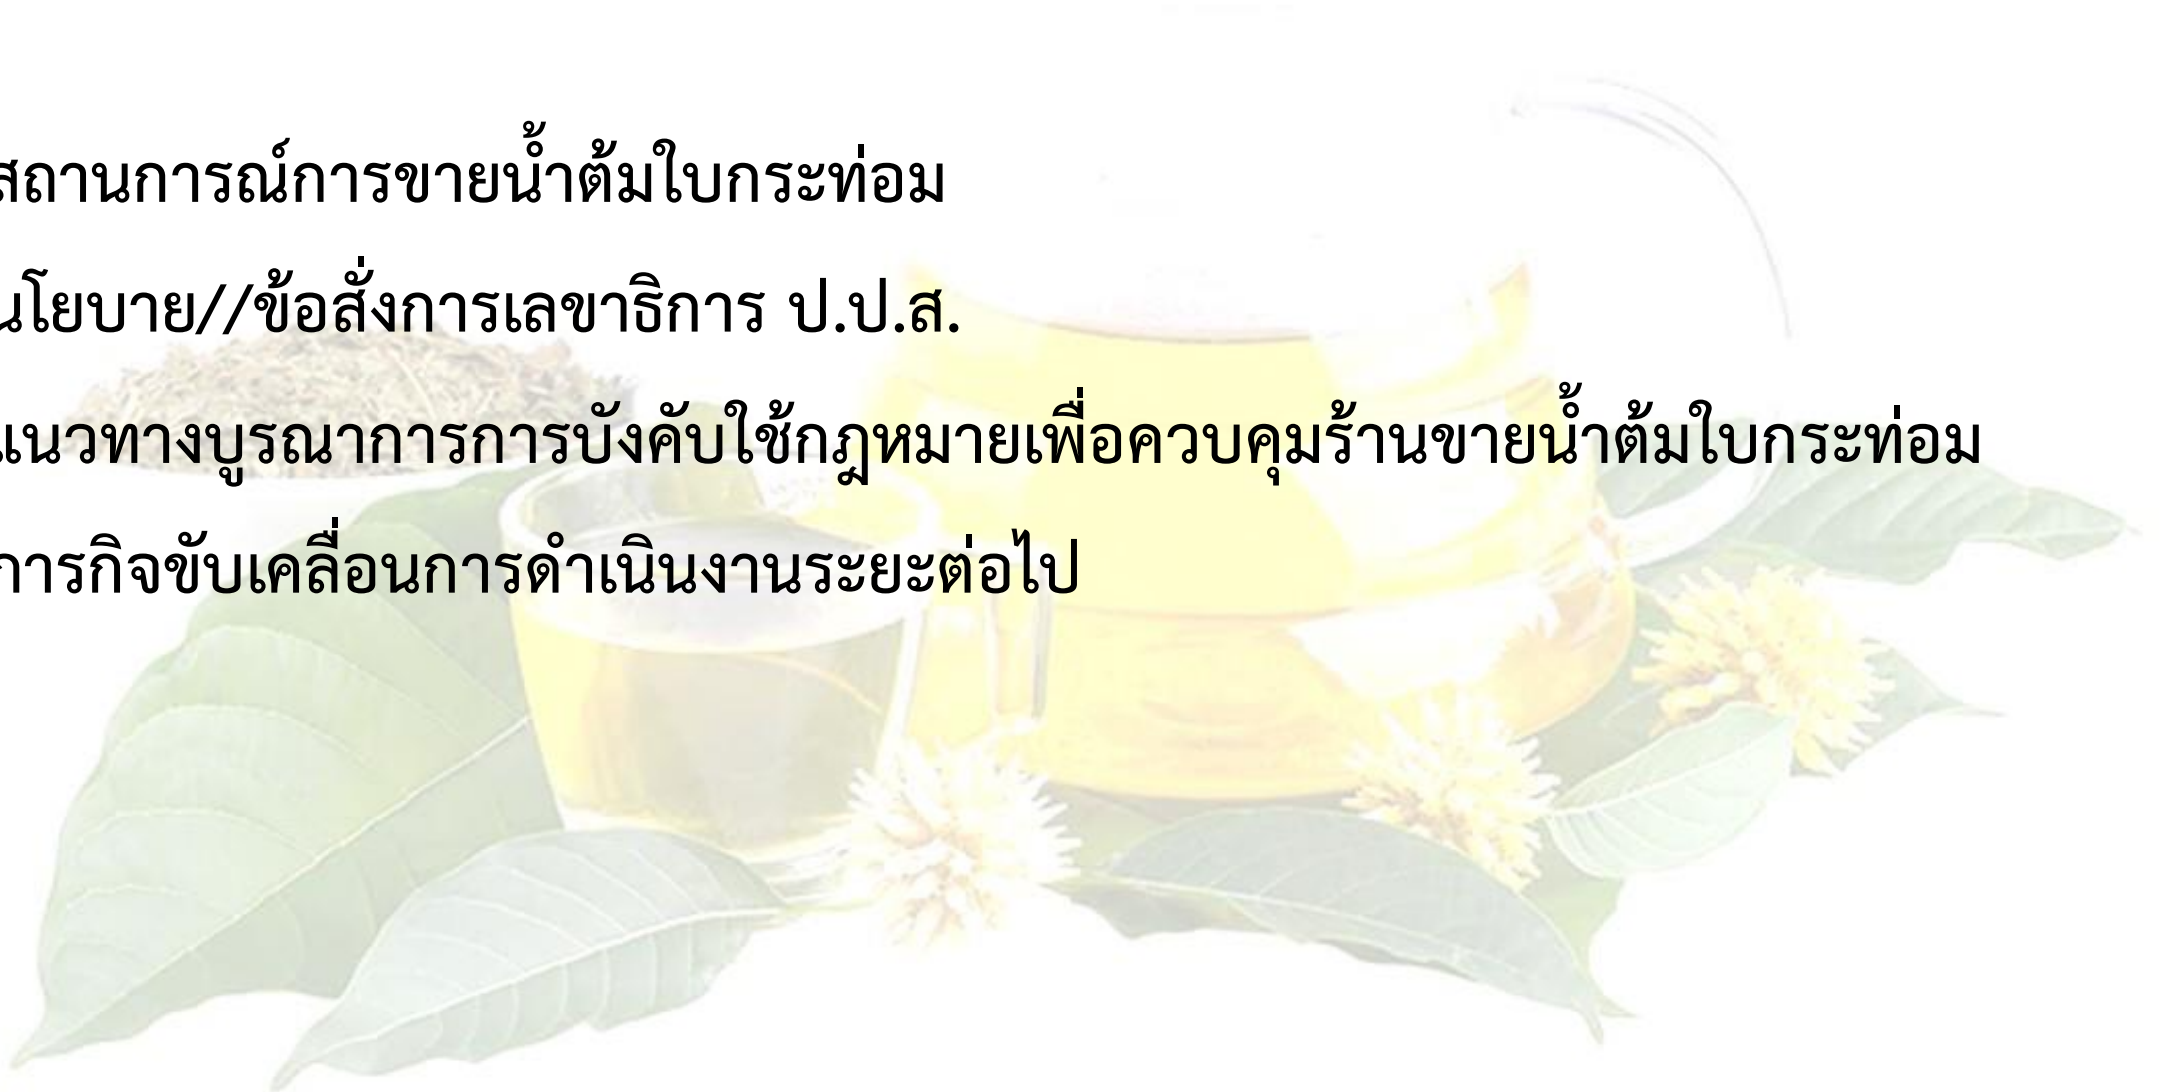 สถานการณ์การขายน้ำต้มใบกระท่อม
นโยบาย//ข้อสั่งการเลขาธิการ ป.ป.ส.
แนวทางบูรณาการการบังคับใช้กฎหมายเพื่อควบคุมร้านขายน้ำต้มใบกระท่อม
ภารกิจขับเคลื่อนการดำเนินงานระยะต่อไป